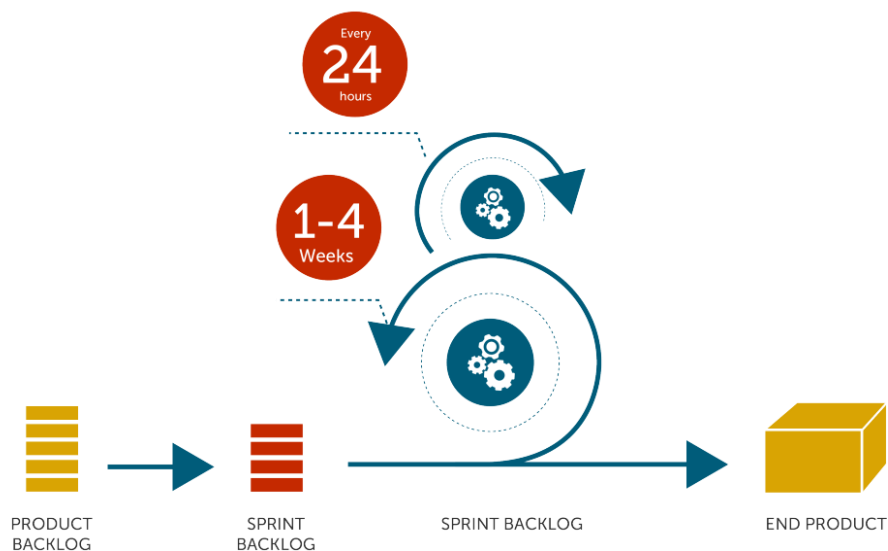 Every
24
hours
1-4
Weeks
PRODUCT
BACKLOG
SPRINT
BACKLOG
SPRINT BACKLOG
END PRODUCT